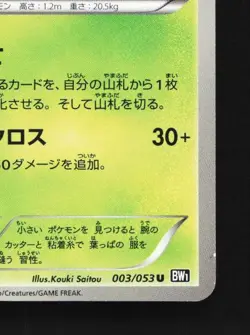 モン 高さ：1.2m 重さ：20.5kg
るカードを、自分の山札から1枚
化させる。そして山札を切る。
クロス 30+
0ダメージを追加。
小さい ポケモンを 見つけると 腕の
カッターと 粘着糸で 葉っぱの 服を
縫う 習性。
Illus.Kouki Saitou 003/053 U BW1
o/Creatures/GAME FREAK.